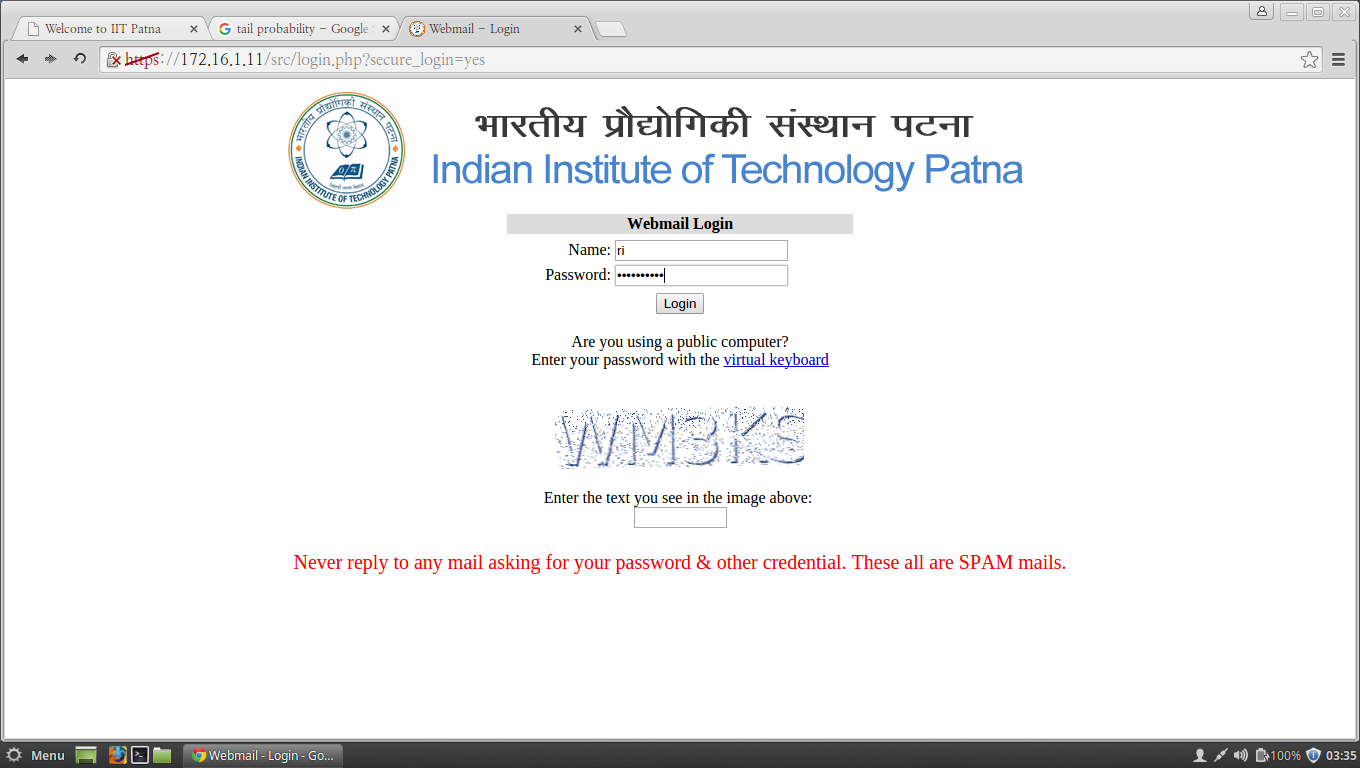 Welcome to IIT Patna
tail probability - Google
Webmail - Login
https://172.16.1.11/src/login.php?secure_login=yes
भारतीय प्रौद्योगिकी संस्थान पटना
Indian Institute of Technology Patna
भारतीय प्रौद्योगिकी संस्थान पटना
INDIAN INSTITUTE OF TECHNOLOGY PATNA
Webmail Login
Name: ri
Password: ••••••••••
Login
Are you using a public computer?
Enter your password with the virtual keyboard
WMBKS
Enter the text you see in the image above:
Never reply to any mail asking for your password & other credential. These all are SPAM mails.
Menu
Webmail - Login - Go...
100%
03:35